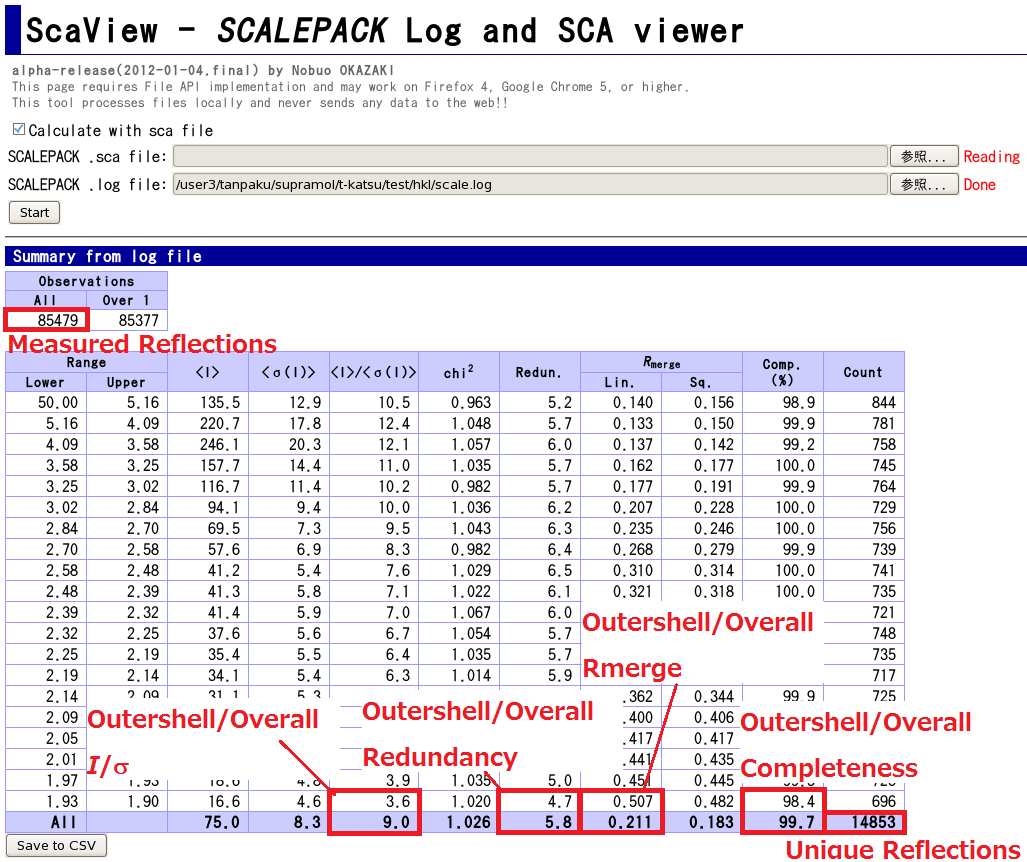 ScaView - SCALEPACK Log and SCA viewer
alpha-release(2012-01-04.final) by Nobuo OKAZAKI
This page requires File API implementation and may work on Firefox 4, Google Chrome 5, or higher.
This tool processes files locally and never sends any data to the web!!
Calculate with sca file
SCALEPACK .sca file: 参照... Reading
SCALEPACK .log file: /user3/tanpaku/supramol/t-katsu/test/hkl/scale.log 参照... Done
Start
Summary from log file
Observations
All Over 1
85479 85377
Measured Reflections
Range <I> <σ(I)> <I>/<σ(I)> chi2 Redun. Rmerge Comp. (%) Count
Lower Upper Lin. Sq.
50.00 5.16 135.5 12.9 10.5 0.963 5.2 0.140 0.156 98.9 844
5.16 4.09 220.7 17.8 12.4 1.048 5.7 0.133 0.150 99.9 781
4.09 3.58 246.1 20.3 12.1 1.057 6.0 0.137 0.142 99.2 758
3.58 3.25 157.7 14.4 11.0 1.035 5.7 0.162 0.177 100.0 745
3.25 3.02 116.7 11.4 10.2 0.982 5.7 0.177 0.191 99.9 764
3.02 2.84 94.1 9.4 10.0 1.036 6.2 0.207 0.228 100.0 729
2.84 2.70 69.5 7.3 9.5 1.043 6.3 0.235 0.246 100.0 756
2.70 2.58 57.6 6.9 8.3 0.982 6.4 0.268 0.279 99.9 739
2.58 2.48 41.2 5.4 7.6 1.029 6.5 0.310 0.314 100.0 741
2.48 2.39 41.3 5.8 7.1 1.022 6.1 0.321 0.318 100.0 735
2.39 2.32 41.4 5.9 7.0 1.067 6.0 721
2.32 2.25 37.6 5.6 6.7 1.054 5.7 748
2.25 2.19 35.4 5.5 6.4 1.035 5.7 735
2.19 2.14 34.1 5.4 6.3 1.014 5.9 717
2.14 2.09 31.1 5.3 .362 0.344 99.9 725
2.09 .400 0.406
2.05 .417 0.417
2.01 .441 0.435
1.97 1.93 18.6 4.8 3.9 1.035 5.0 0.451 0.445
1.93 1.90 16.6 4.6 3.6 1.020 4.7 0.507 0.482 98.4 696
All 75.0 8.3 9.0 1.026 5.8 0.211 0.183 99.7 14853
Outershell/Overall
Rmerge
Outershell/Overall
I/σ
Outershell/Overall
Redundancy
Outershell/Overall
Completeness
Save to CSV
Unique Reflections